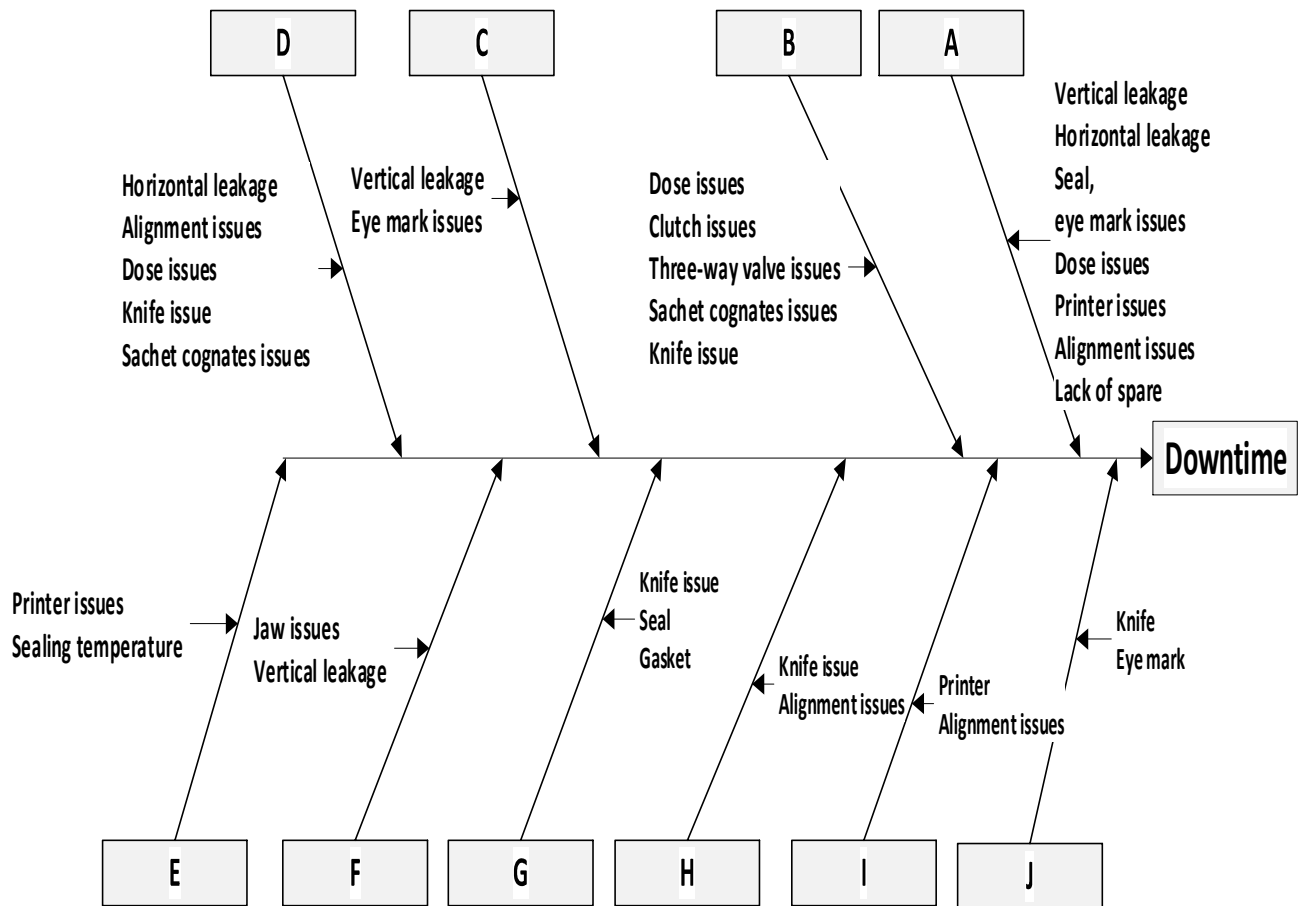 D
C
B
A
Horizontal leakage
Alignment issues
Dose issues
Knife issue
Sachet cognates issues
Vertical leakage
Eye mark issues
Dose issues
Clutch issues
Three-way valve issues
Sachet cognates issues
Knife issue
Vertical leakage
Horizontal leakage
Seal,
eye mark issues
Dose issues
Printer issues
Alignment issues
Lack of spare
Downtime
Printer issues
Sealing temperature
Jaw issues
Vertical leakage
Knife issue
Seal
Gasket
Knife issue
Alignment issues
Printer
Alignment issues
Knife
Eye mark
E
F
G
H
I
J